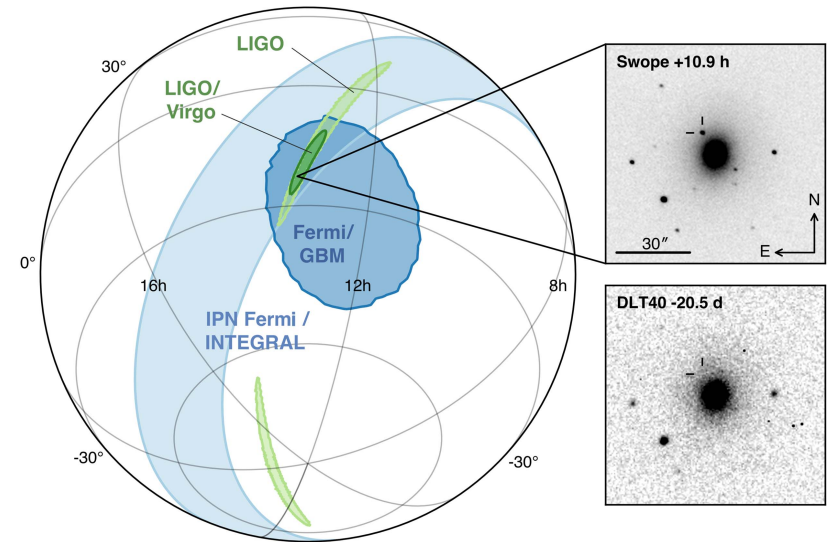 LIGO
LIGO/
Virgo
30°
0°
-30°
-30°
16h
12h
8h
Fermi/
GBM
IPN Fermi /
INTEGRAL
Swope +10.9 h
N
E
30″
DLT40 -20.5 d